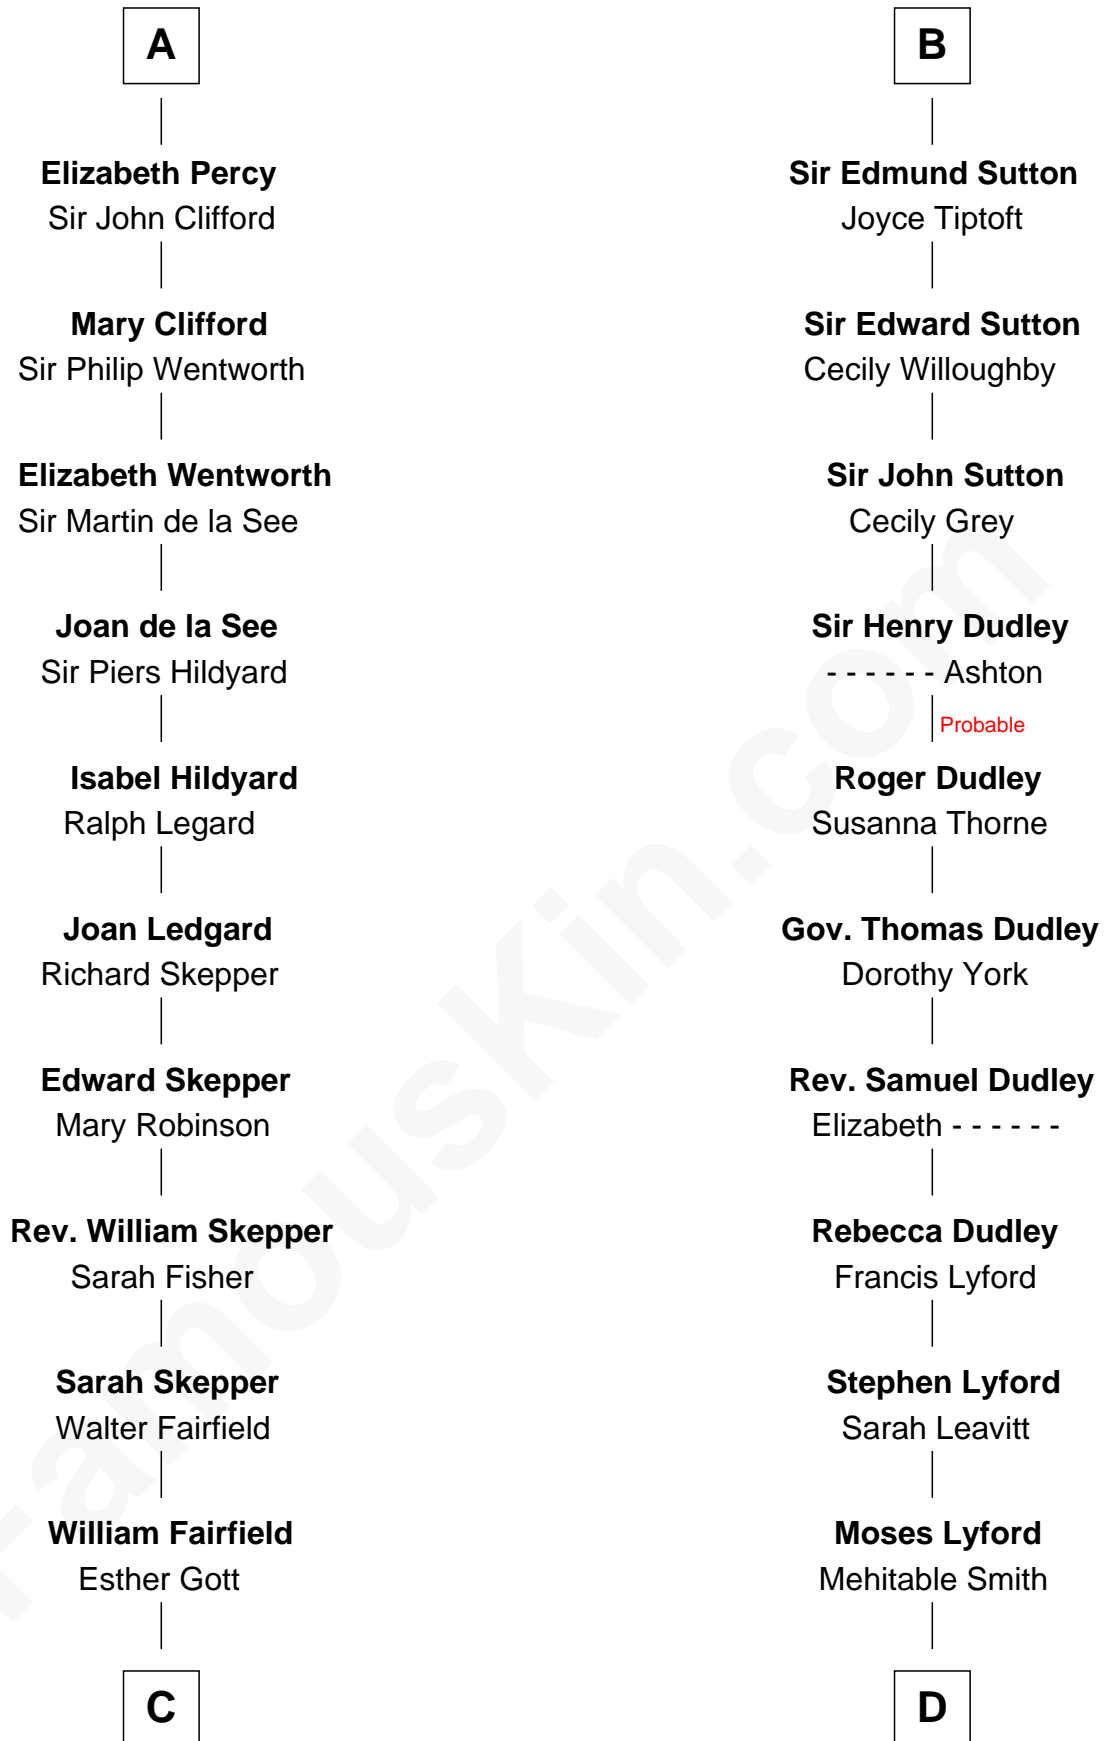 A
Elizabeth Percy
Sir John Clifford
Mary Clifford
Sir Philip Wentworth
Elizabeth Wentworth
Sir Martin de la See
Joan de la See
Sir Piers Hildyard
Isabel Hildyard
Ralph Legard
Joan Ledgard
Richard Skepper
Edward Skepper
Mary Robinson
Rev. William Skepper
Sarah Fisher
Sarah Skepper
Walter Fairfield
William Fairfield
Esther Gott
C
B
Sir Edmund Sutton
Joyce Tiptoft
Sir Edward Sutton
Cecily Willoughby
Sir John Sutton
Cecily Grey
Sir Henry Dudley
- - - - - - Ashton
Probable
Roger Dudley
Susanna Thorne
Gov. Thomas Dudley
Dorothy York
Rev. Samuel Dudley
Elizabeth - - - - - -
Rebecca Dudley
Francis Lyford
Stephen Lyford
Sarah Leavitt
Moses Lyford
Mehitable Smith
D
FamousKin.com